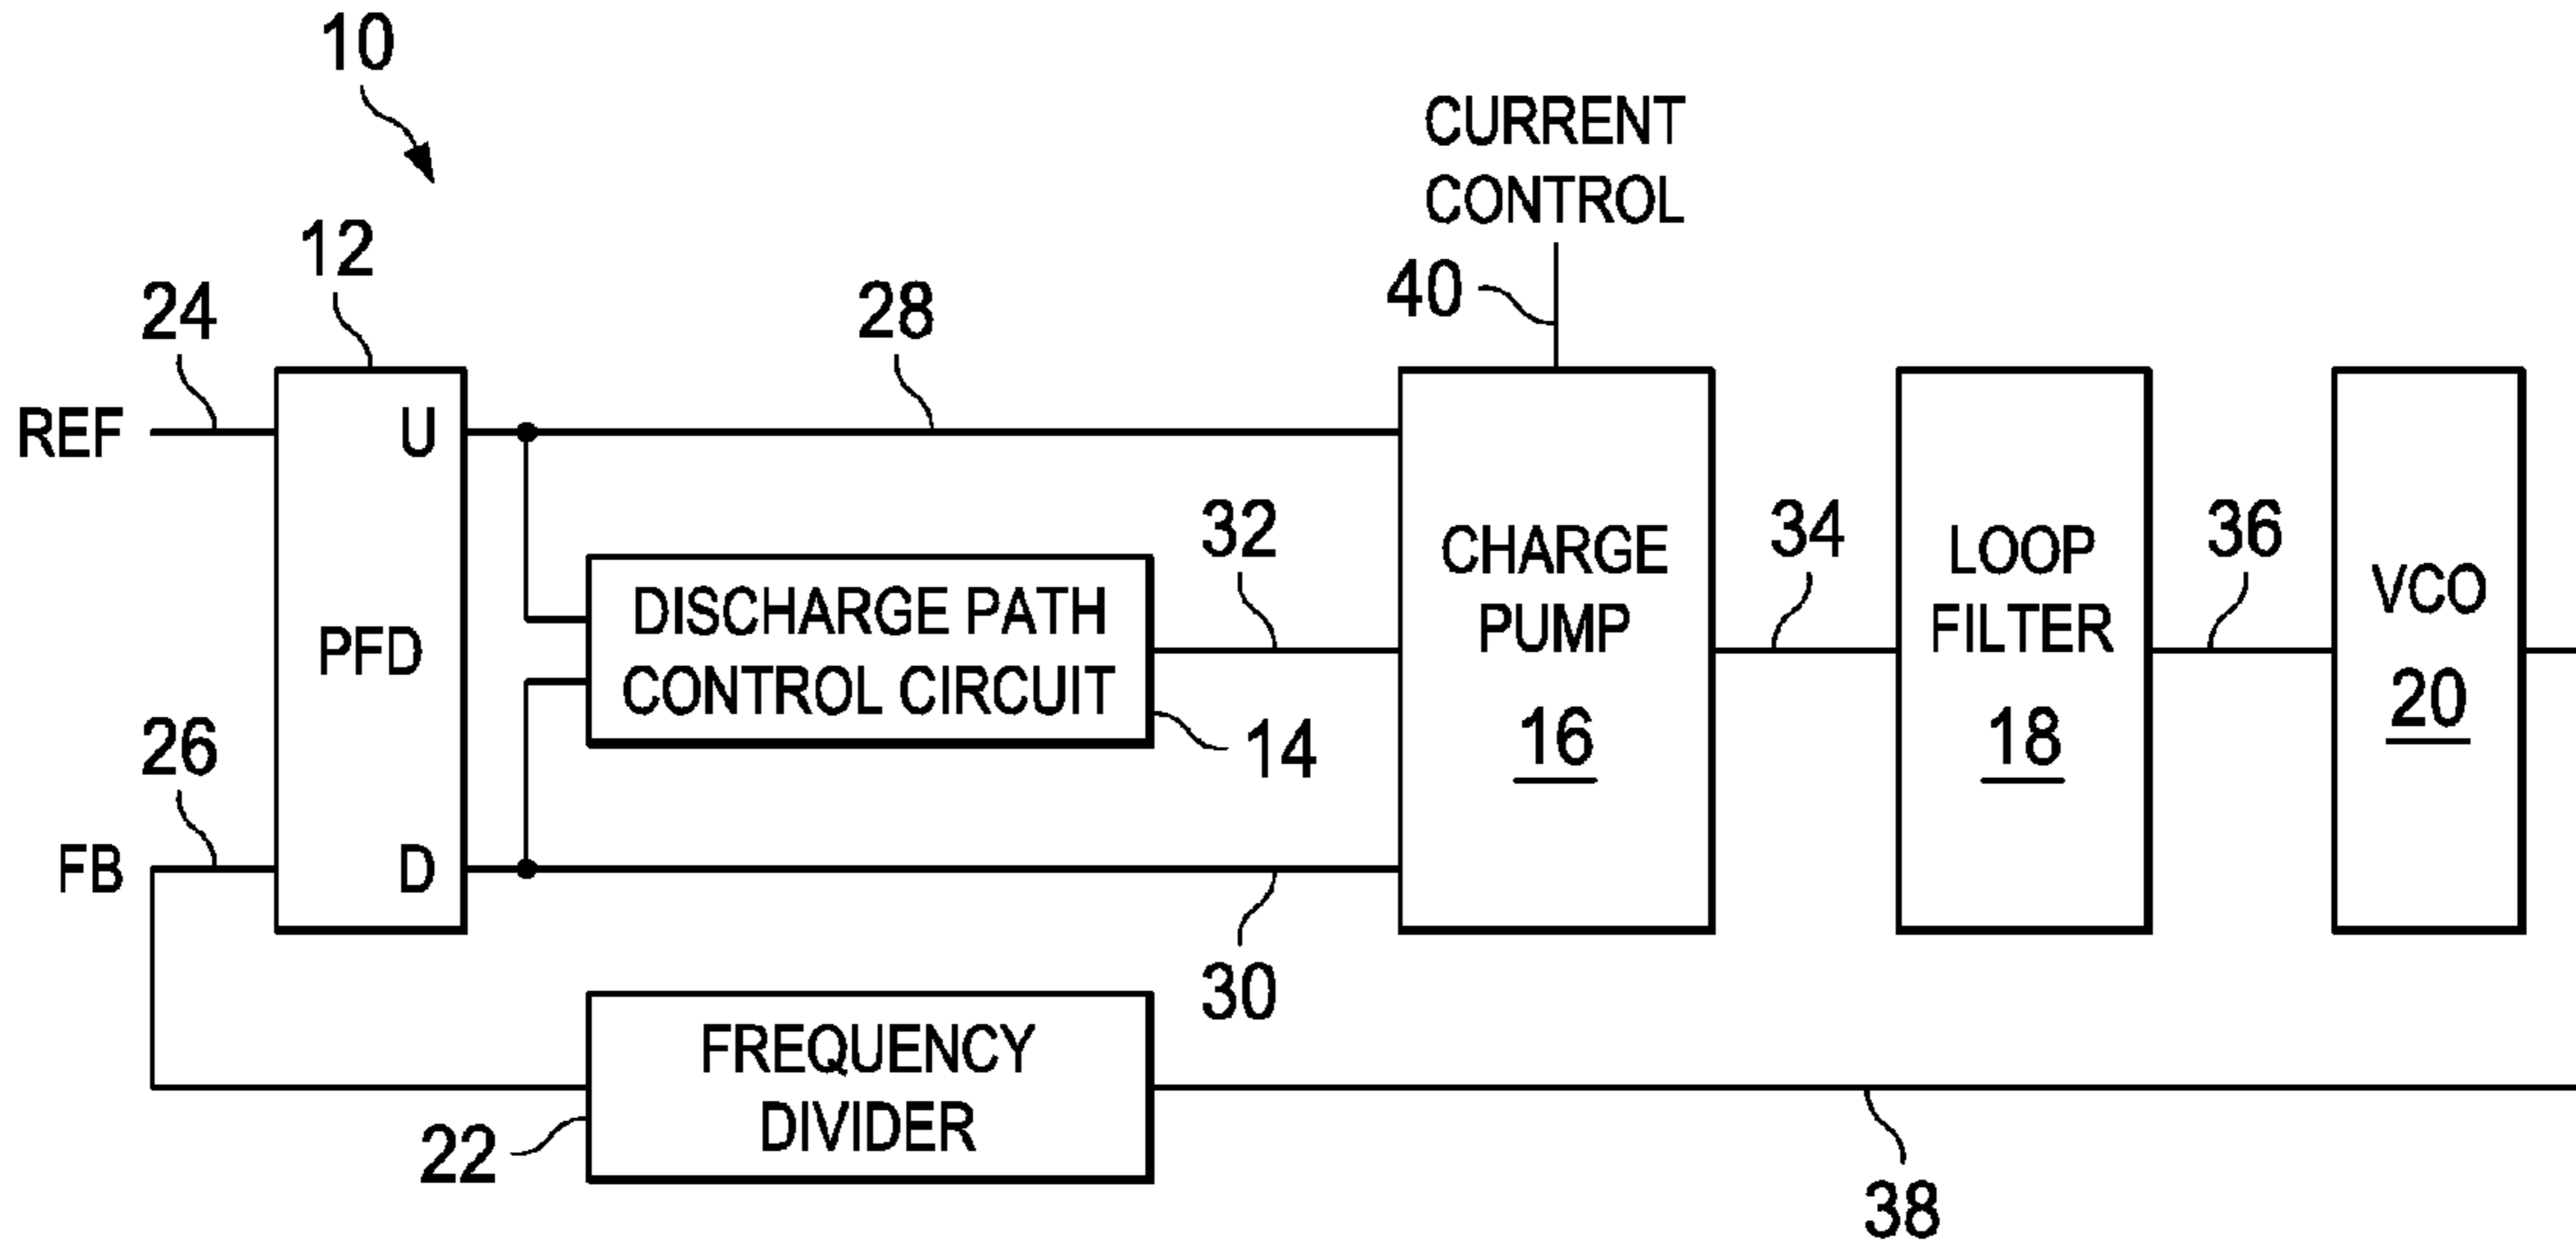 10
CURRENT
CONTROL
12
24
28
40
REF
U
32
34
36
CHARGE
PUMP
16
LOOP
FILTER
18
VCO
20
DISCHARGE PATH
CONTROL CIRCUIT
PFD
14
26
FB
D
30
FREQUENCY
DIVIDER
22
38